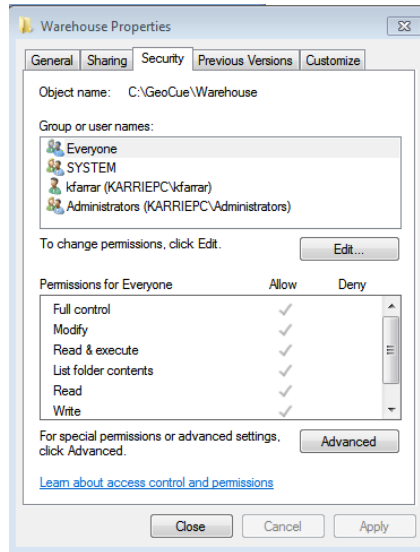 Warehouse Properties
General Sharing Security Previous Versions Customize
Object name: C:\GeoCue\Warehouse
Group or user names:
Everyone
SYSTEM
kfarrar (KARRIEPC\kfarrar)
Administrators (KARRIEPC\Administrators)
To change permissions, click Edit.
Edit...
Permissions for Everyone Allow Deny
Full control
Modify
Read & execute
List folder contents
Read
Write
For special permissions or advanced settings,
click Advanced.
Advanced
Learn about access control and permissions
Close Cancel Apply